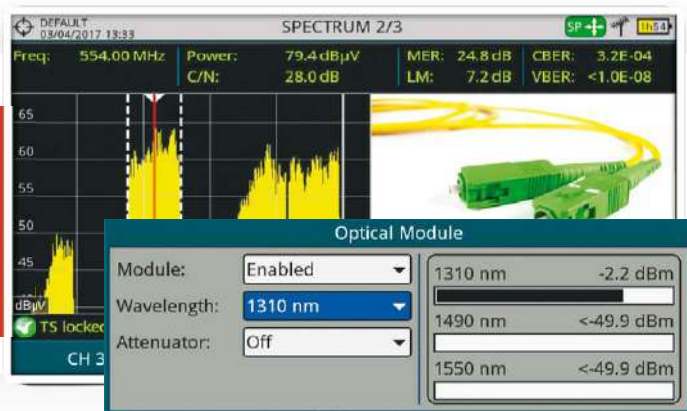 DEFAULT
03/04/2017 13:33
SPECTRUM 2/3
SP
1h54
Freq: 554.00 MHz Power: 79.4 dBµV MER: 24.8 dB CBER: 3.2E-04
C/N: 28.0 dB LM: 7.2 dB VBER: <1.0E-08
65
60
55
50
45
dBµV
TS locked
CH 3
Optical Module
Module: Enabled
Wavelength: 1310 nm
Attenuator: Off
1310 nm -2.2 dBm
1490 nm <-49.9 dBm
1550 nm <-49.9 dBm